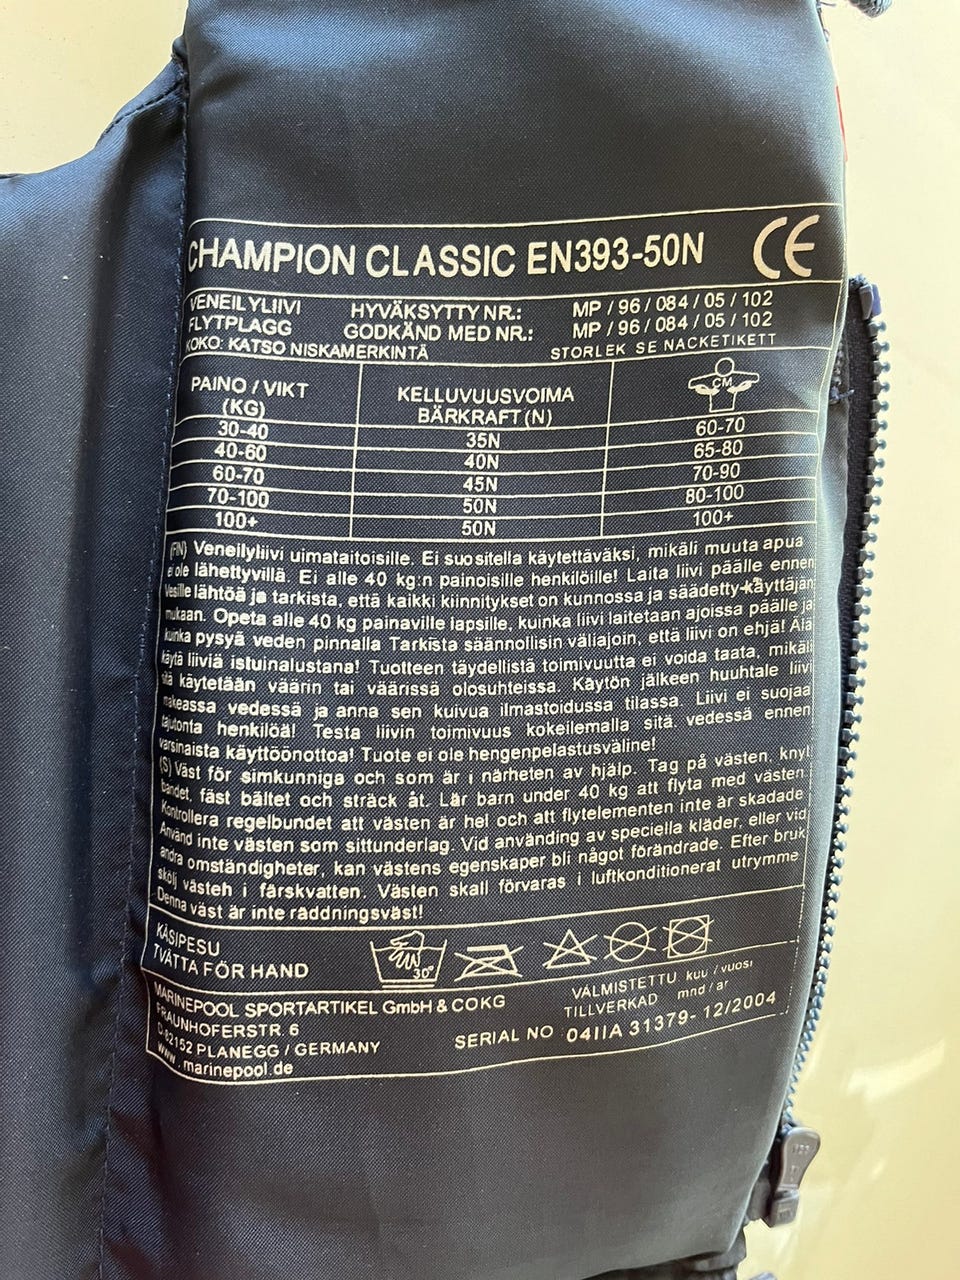 CHAMPION CLASSIC EN393-50N CE
VENEILYLIIVI HYVÄKSYTTY NR.: MP / 96 / 084 / 05 / 102
FLYTPLAGG GODKÄND MED NR.: MP / 96 / 084 / 05 / 102
KOKO: KATSO NISKAMERKINTÄ STORLEK SE NACKETIKETT
PAINO / VIKT (KG) KELLUVUUSVOIMA BÄRKRAFT (N) CM
30-40 35N 60-70
40-60 40N 65-80
60-70 45N 70-90
70-100 50N 80-100
100+ 50N 100+
(FIN) Veneilyliivi uimataitoisille. Ei suositella käytettäväksi, mikäli muuta apua
ei ole lähettyvillä. Ei alle 40 kg:n painoisille henkilöille! Laita liivi päälle ennen
Vesille lähtöä ja tarkista, että kaikki kiinnitykset on kunnossa ja säädetty käyttäjän
mukaan. Opeta alle 40 kg painaville lapsille, kuinka liivi laitetaan ajoissa päälle ja
kuinka pysyä veden pinnalla Tarkista säännöllisin väliajoin, että liivi on ehjä! Älä
käytä liiviä istuinalustana! Tuotteen täydellistä toimivuutta ei voida taata, mikäli
sitä käytetään väärin tai väärissä olosuhteissa. Käytön jälkeen huuhtale liivi
makeassa vedessä ja anna sen kuivua ilmastoidussa tilassa. Liivi ei suojaa
tajutonta henkilöä! Testa liivin toimivuus kokeilemalla sitä vedessä ennen
varsinaista käyttöönottoa! Tuote ei ole hengenpelastusväline!
(S) Väst för simkunniga och som är i närheten av hjälp. Tag på västen, knyt
bandet, fäst bältet och sträck åt. Lär barn under 40 kg att flyta med västen.
Kontrollera regelbundet att västen är hel och att flytelementen inte är skadade
Använd inte västen som sittunderlag. Vid använing av speciella kläder, eller vid
andra omständigheter, kan västens egenskaper bli något förändrade. Efter bruk
skölj västeh i färskvatten. Västen skall förvaras i luftkonditionerat utrymme
Denna väst är inte räddningsväst!
KÄSIPESU
TVÄTTA FÖR HAND 30°
MARINEPOOL SPORTARTIKEL GmbH & COKG
FRAUNHOFERSTR. 6
D-82152 PLANEGG / GERMANY
www.marinepool.de
VALMISTETTU kuu / vuosi
TILLVERKAD mnd / ar
SERIAL NO 04IIA 31379- 12/2004